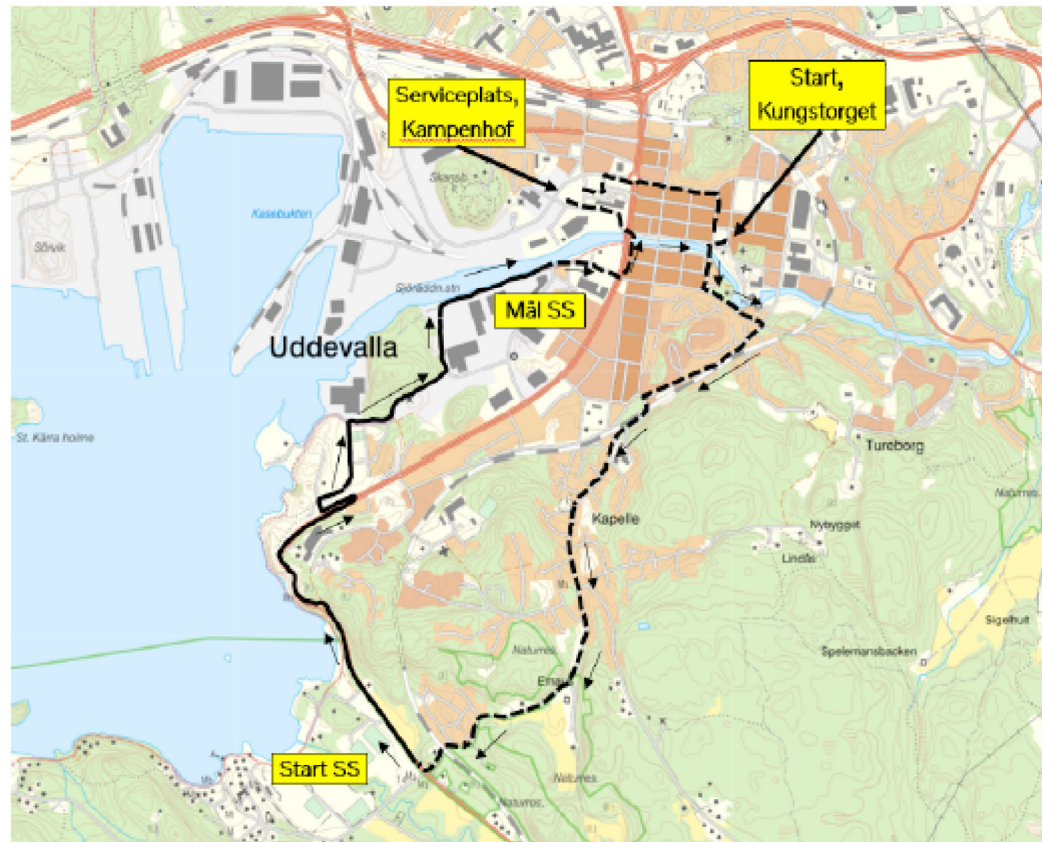 Serviceplats,
Kampenhof
Start,
Kungstorget
Skansb.
Kasebukten
Sörvik
Mål SS
Uddevalla
St. Kärra holme
Tureborg
Kapelle
Nybygget
Lindås
Naturres.
Sigelhult
Spelemansbacken
Naturres.
Start SS
Naturres.
Naturres.